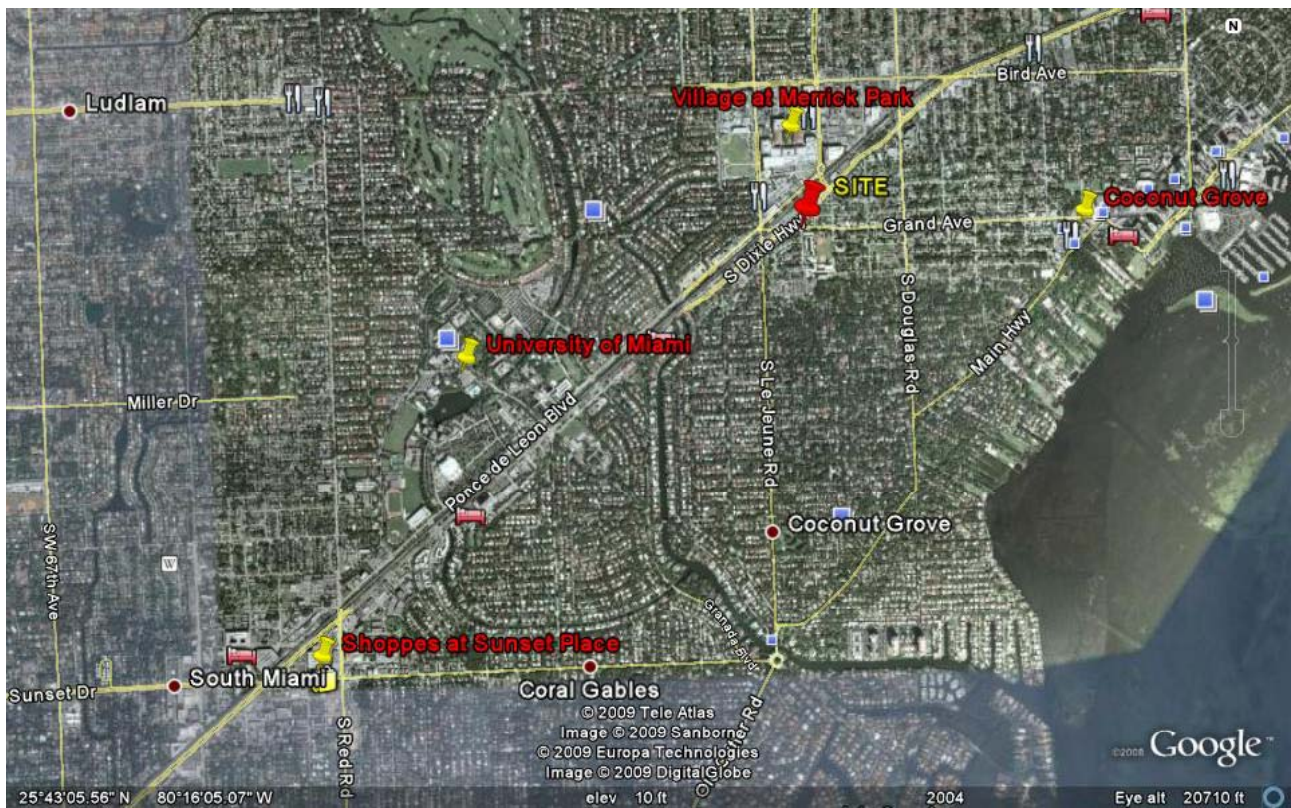 N
Bird Ave
Ludlam
Village at Merrick Park
SITE
Coconut Grove
Grand Ave
S Dixie Hwy
S Douglas Rd
Main Hwy
University of Miami
S Le Jeune Rd
Miller Dr
Ponce de Leon Blvd
Coconut Grove
SW 67th Ave
W
Granada Blvd
Shoppes at Sunset Place
South Miami
Sunset Dr
Coral Gables
S Red Rd
© 2009 Tele Atlas
Image © 2009 Sanborn
© 2009 Europa Technologies
Image © 2009 DigitalGlobe
Rd
©2008 Google™
25°43'05.56" N 80°16'05.07" W elev 10 ft 2004 Eye alt 20710 ft